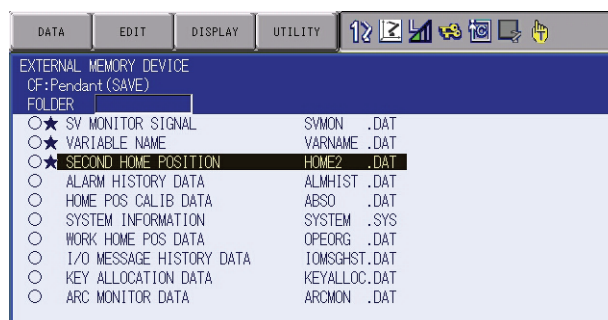 DATA EDIT DISPLAY UTILITY
EXTERNAL MEMORY DEVICE
CF:Pendant(SAVE)
FOLDER
○★ SV MONITOR SIGNAL SVMON .DAT
○★ VARIABLE NAME VARNAME .DAT
○★ SECOND HOME POSITION HOME2 .DAT
○ ALARM HISTORY DATA ALMHIST .DAT
○ HOME POS CALIB DATA ABSO .DAT
○ SYSTEM INFORMATION SYSTEM .SYS
○ WORK HOME POS DATA OPEORG .DAT
○ I/O MESSAGE HISTORY DATA IOMSGHST.DAT
○ KEY ALLOCATION DATA KEYALLOC.DAT
○ ARC MONITOR DATA ARCMON .DAT